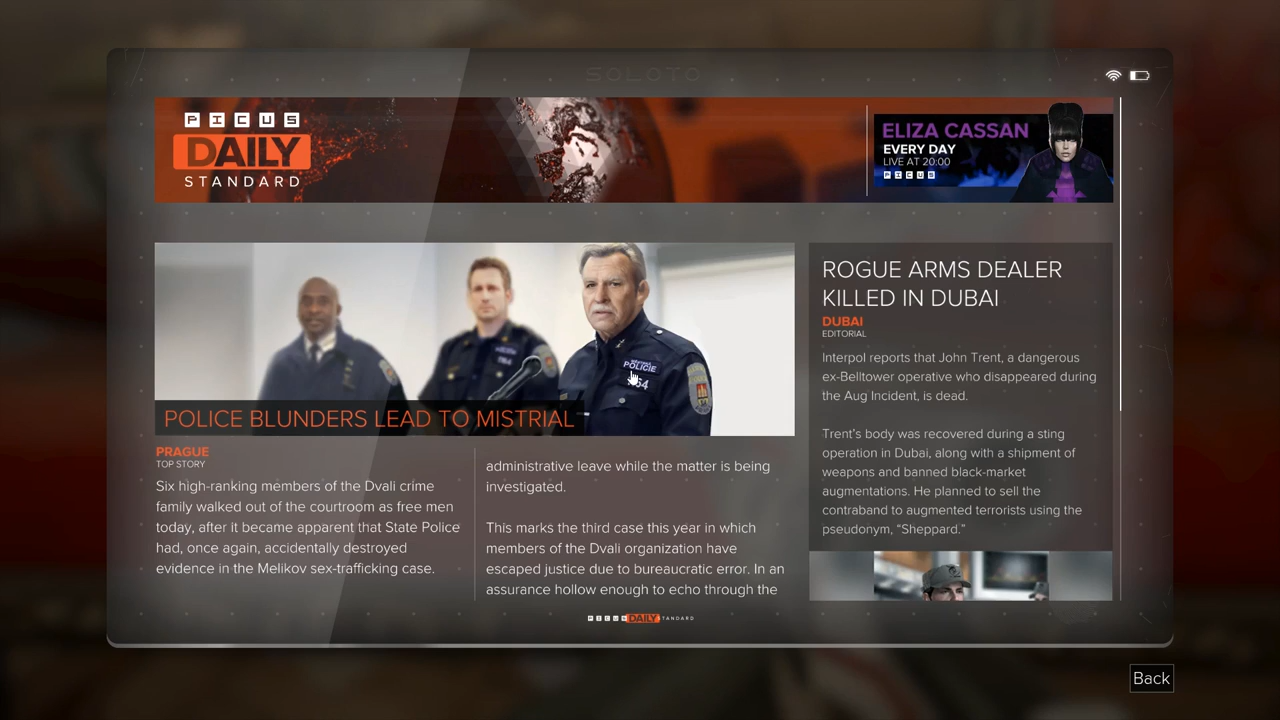 SOLOTO
PICUS
DAILY
STANDARD
ELIZA CASSAN
EVERY DAY
LIVE AT 20:00
PICUS
POLICIE
POLICE BLUNDERS LEAD TO MISTRIAL
PRAGUE
TOP STORY
Six high-ranking members of the Dvali crime
family walked out of the courtroom as free men
today, after it became apparent that State Police
had, once again, accidentally destroyed
evidence in the Melikov sex-trafficking case.
administrative leave while the matter is being
investigated.
This marks the third case this year in which
members of the Dvali organization have
escaped justice due to bureaucratic error. In an
assurance hollow enough to echo through the
ROGUE ARMS DEALER
KILLED IN DUBAI
DUBAI
EDITORIAL
Interpol reports that John Trent, a dangerous
ex-Belltower operative who disappeared during
the Aug Incident, is dead.
Trent's body was recovered during a sting
operation in Dubai, along with a shipment of
weapons and banned black-market
augmentations. He planned to sell the
contraband to augmented terrorists using the
pseudonym, “Sheppard.”
PICUS DAILY STANDARD
Back